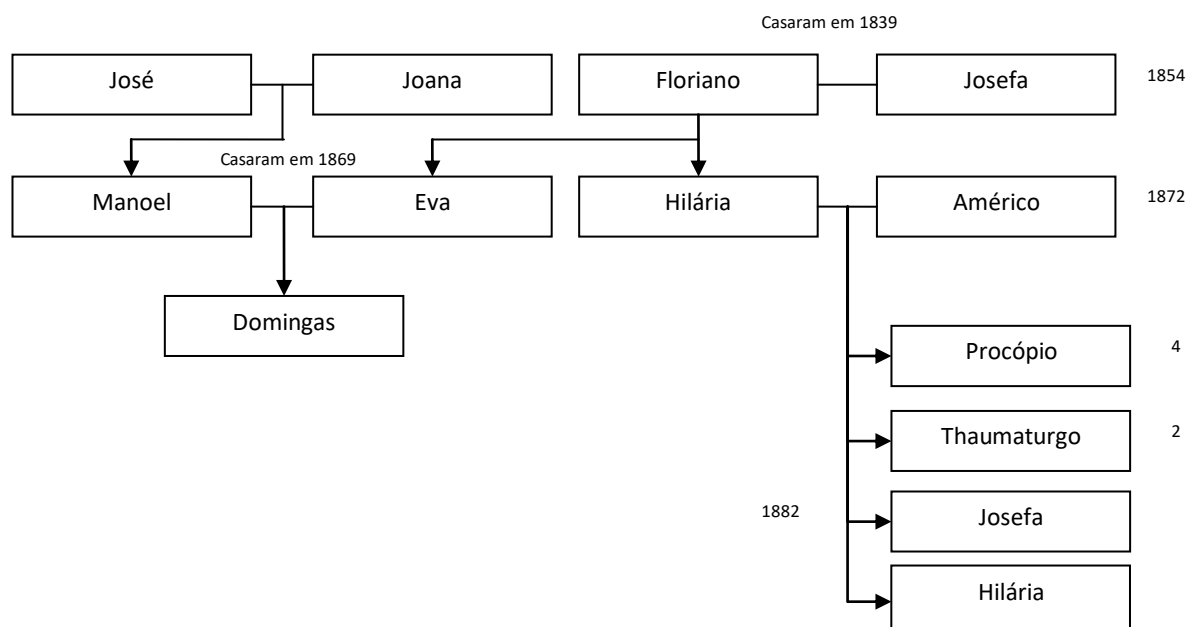 Casaram em 1839
José
Joana
Floriano
Josefa
1854
Casaram em 1869
Manoel
Eva
Hilária
Américo
1872
Domingas
Procópio
4
Thaumaturgo
2
1882
Josefa
Hilária